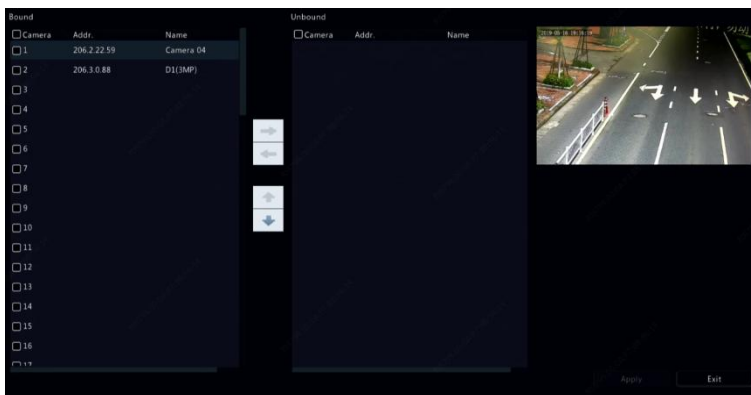 Bound
Unbound
Camera Addr. Name
Camera Addr. Name
1 206.2.22.59 Camera 04
2 206.3.0.88 D1(3MP)
3
4
5
6
7
8
9
10
11
12
13
14
15
16
17
Apply
Exit